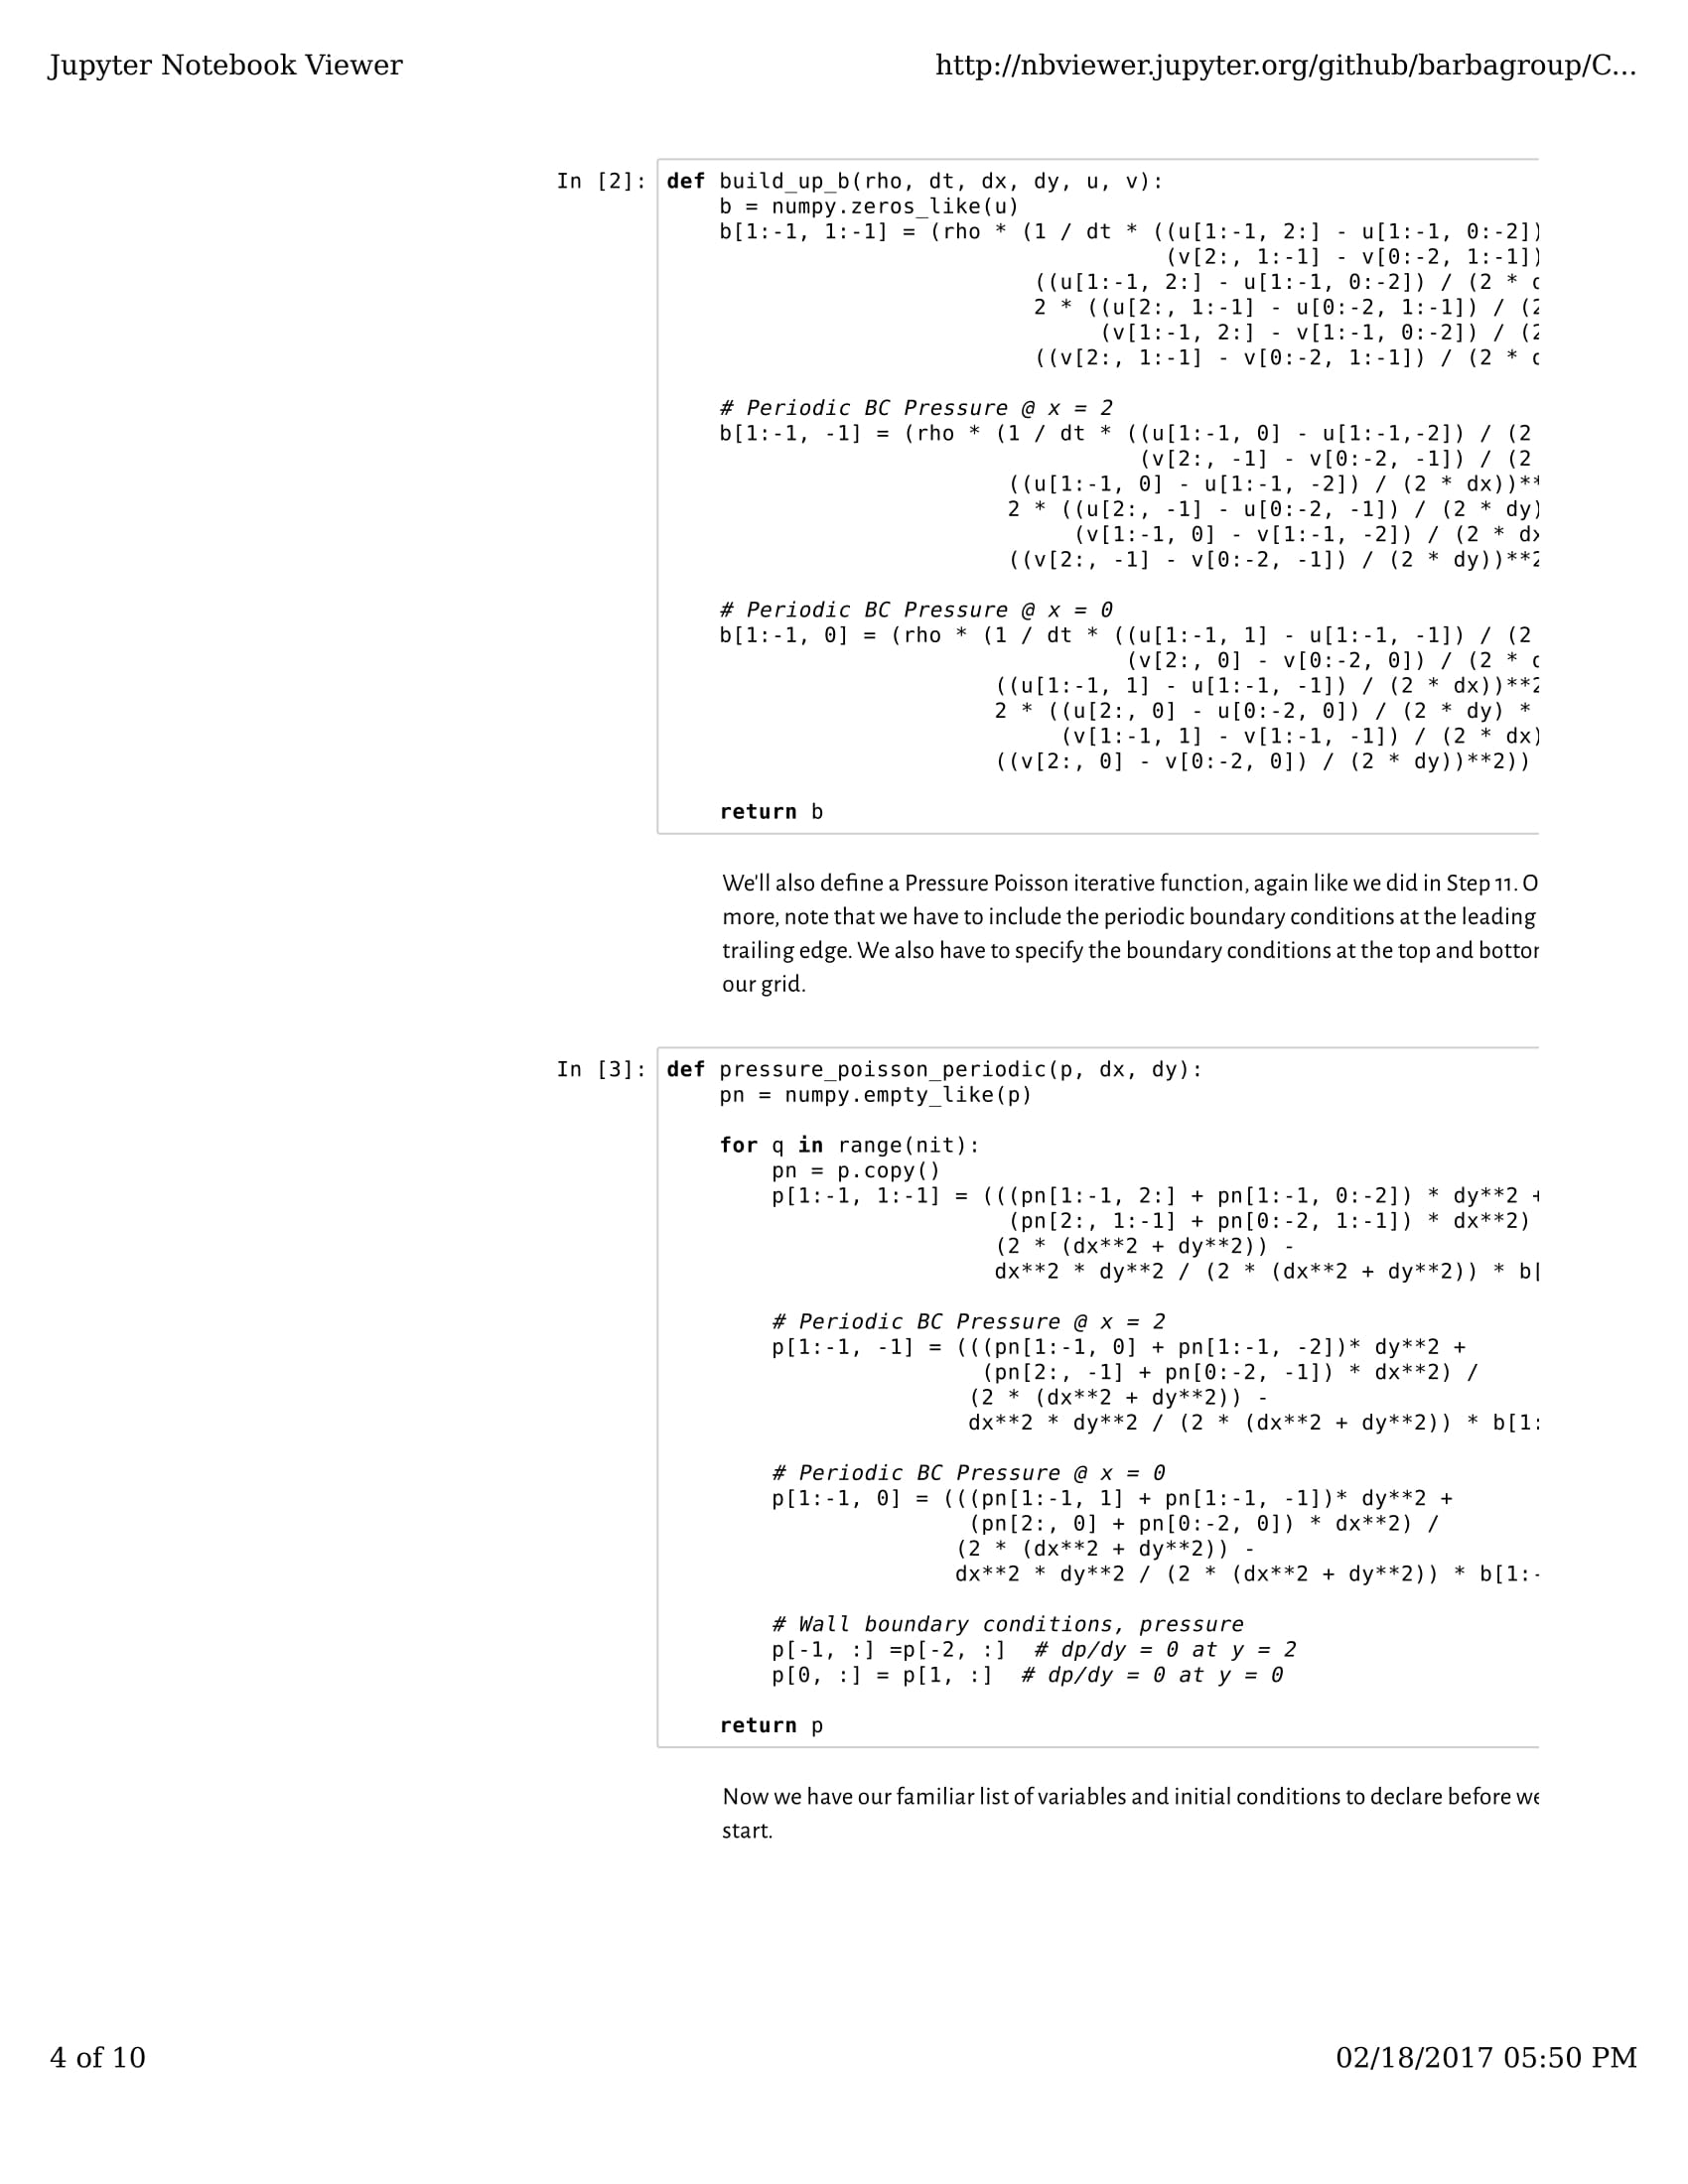 Jupyter Notebook Viewer
http://nbviewer.jupyter.org/github/barbagroup/C...
In [2]: def build_up_b(rho, dt, dx, dy, u, v):
    b = numpy.zeros_like(u)
    b[1:-1, 1:-1] = (rho * (1 / dt * ((u[1:-1, 2:] - u[1:-1, 0:-2])
                                      (v[2:, 1:-1] - v[0:-2, 1:-1])
                            ((u[1:-1, 2:] - u[1:-1, 0:-2]) / (2 *
                            2 * ((u[2:, 1:-1] - u[0:-2, 1:-1]) / (2
                                 (v[1:-1, 2:] - v[1:-1, 0:-2]) / (2
                            ((v[2:, 1:-1] - v[0:-2, 1:-1]) / (2 *
    # Periodic BC Pressure @ x = 2
    b[1:-1, -1] = (rho * (1 / dt * ((u[1:-1, 0] - u[1:-1,-2]) / (2
                                    (v[2:, -1] - v[0:-2, -1]) / (2
                          ((u[1:-1, 0] - u[1:-1, -2]) / (2 * dx))**
                          2 * ((u[2:, -1] - u[0:-2, -1]) / (2 * dy)
                               (v[1:-1, 0] - v[1:-1, -2]) / (2 * dx
                          ((v[2:, -1] - v[0:-2, -1]) / (2 * dy))**2
    # Periodic BC Pressure @ x = 0
    b[1:-1, 0] = (rho * (1 / dt * ((u[1:-1, 1] - u[1:-1, -1]) / (2
                                   (v[2:, 0] - v[0:-2, 0]) / (2 *
                         ((u[1:-1, 1] - u[1:-1, -1]) / (2 * dx))**2
                         2 * ((u[2:, 0] - u[0:-2, 0]) / (2 * dy) *
                              (v[1:-1, 1] - v[1:-1, -1]) / (2 * dx)
                         ((v[2:, 0] - v[0:-2, 0]) / (2 * dy))**2))
    return b
We'll also define a Pressure Poisson iterative function, again like we did in Step 11. O
more, note that we have to include the periodic boundary conditions at the leading
trailing edge. We also have to specify the boundary conditions at the top and
our grid.
In [3]: def pressure_poisson_periodic(p, dx, dy):
    pn = numpy.empty_like(p)
    for q in range(nit):
        pn = p.copy()
        p[1:-1, 1:-1] = (((pn[1:-1, 2:] + pn[1:-1, 0:-2]) * dy**2 +
                          (pn[2:, 1:-1] + pn[0:-2, 1:-1]) * dx**2)
                         (2 * (dx**2 + dy**2)) -
                         dx**2 * dy**2 / (2 * (dx**2 + dy**2)) * b[
        # Periodic BC Pressure @ x = 2
        p[1:-1, -1] = (((pn[1:-1, 0] + pn[1:-1, -2])* dy**2 +
                        (pn[2:, -1] + pn[0:-2, -1]) * dx**2) /
                       (2 * (dx**2 + dy**2)) -
                       dx**2 * dy**2 / (2 * (dx**2 + dy**2)) * b[1:
        # Periodic BC Pressure @ x = 0
        p[1:-1, 0] = (((pn[1:-1, 1] + pn[1:-1, -1])* dy**2 +
                       (pn[2:, 0] + pn[0:-2, 0]) * dx**2) /
                      (2 * (dx**2 + dy**2)) -
                      dx**2 * dy**2 / (2 * (dx**2 + dy**2)) * b[1:-
        # Wall boundary conditions, pressure
        p[-1, :] =p[-2, :]  # dp/dy = 0 at y = 2
        p[0, :] = p[1, :]  # dp/dy = 0 at y = 0
    return p
Now we have our familiar list of variables and initial conditions to declare before we
start.
4 of 10
02/18/2017 05:50 PM